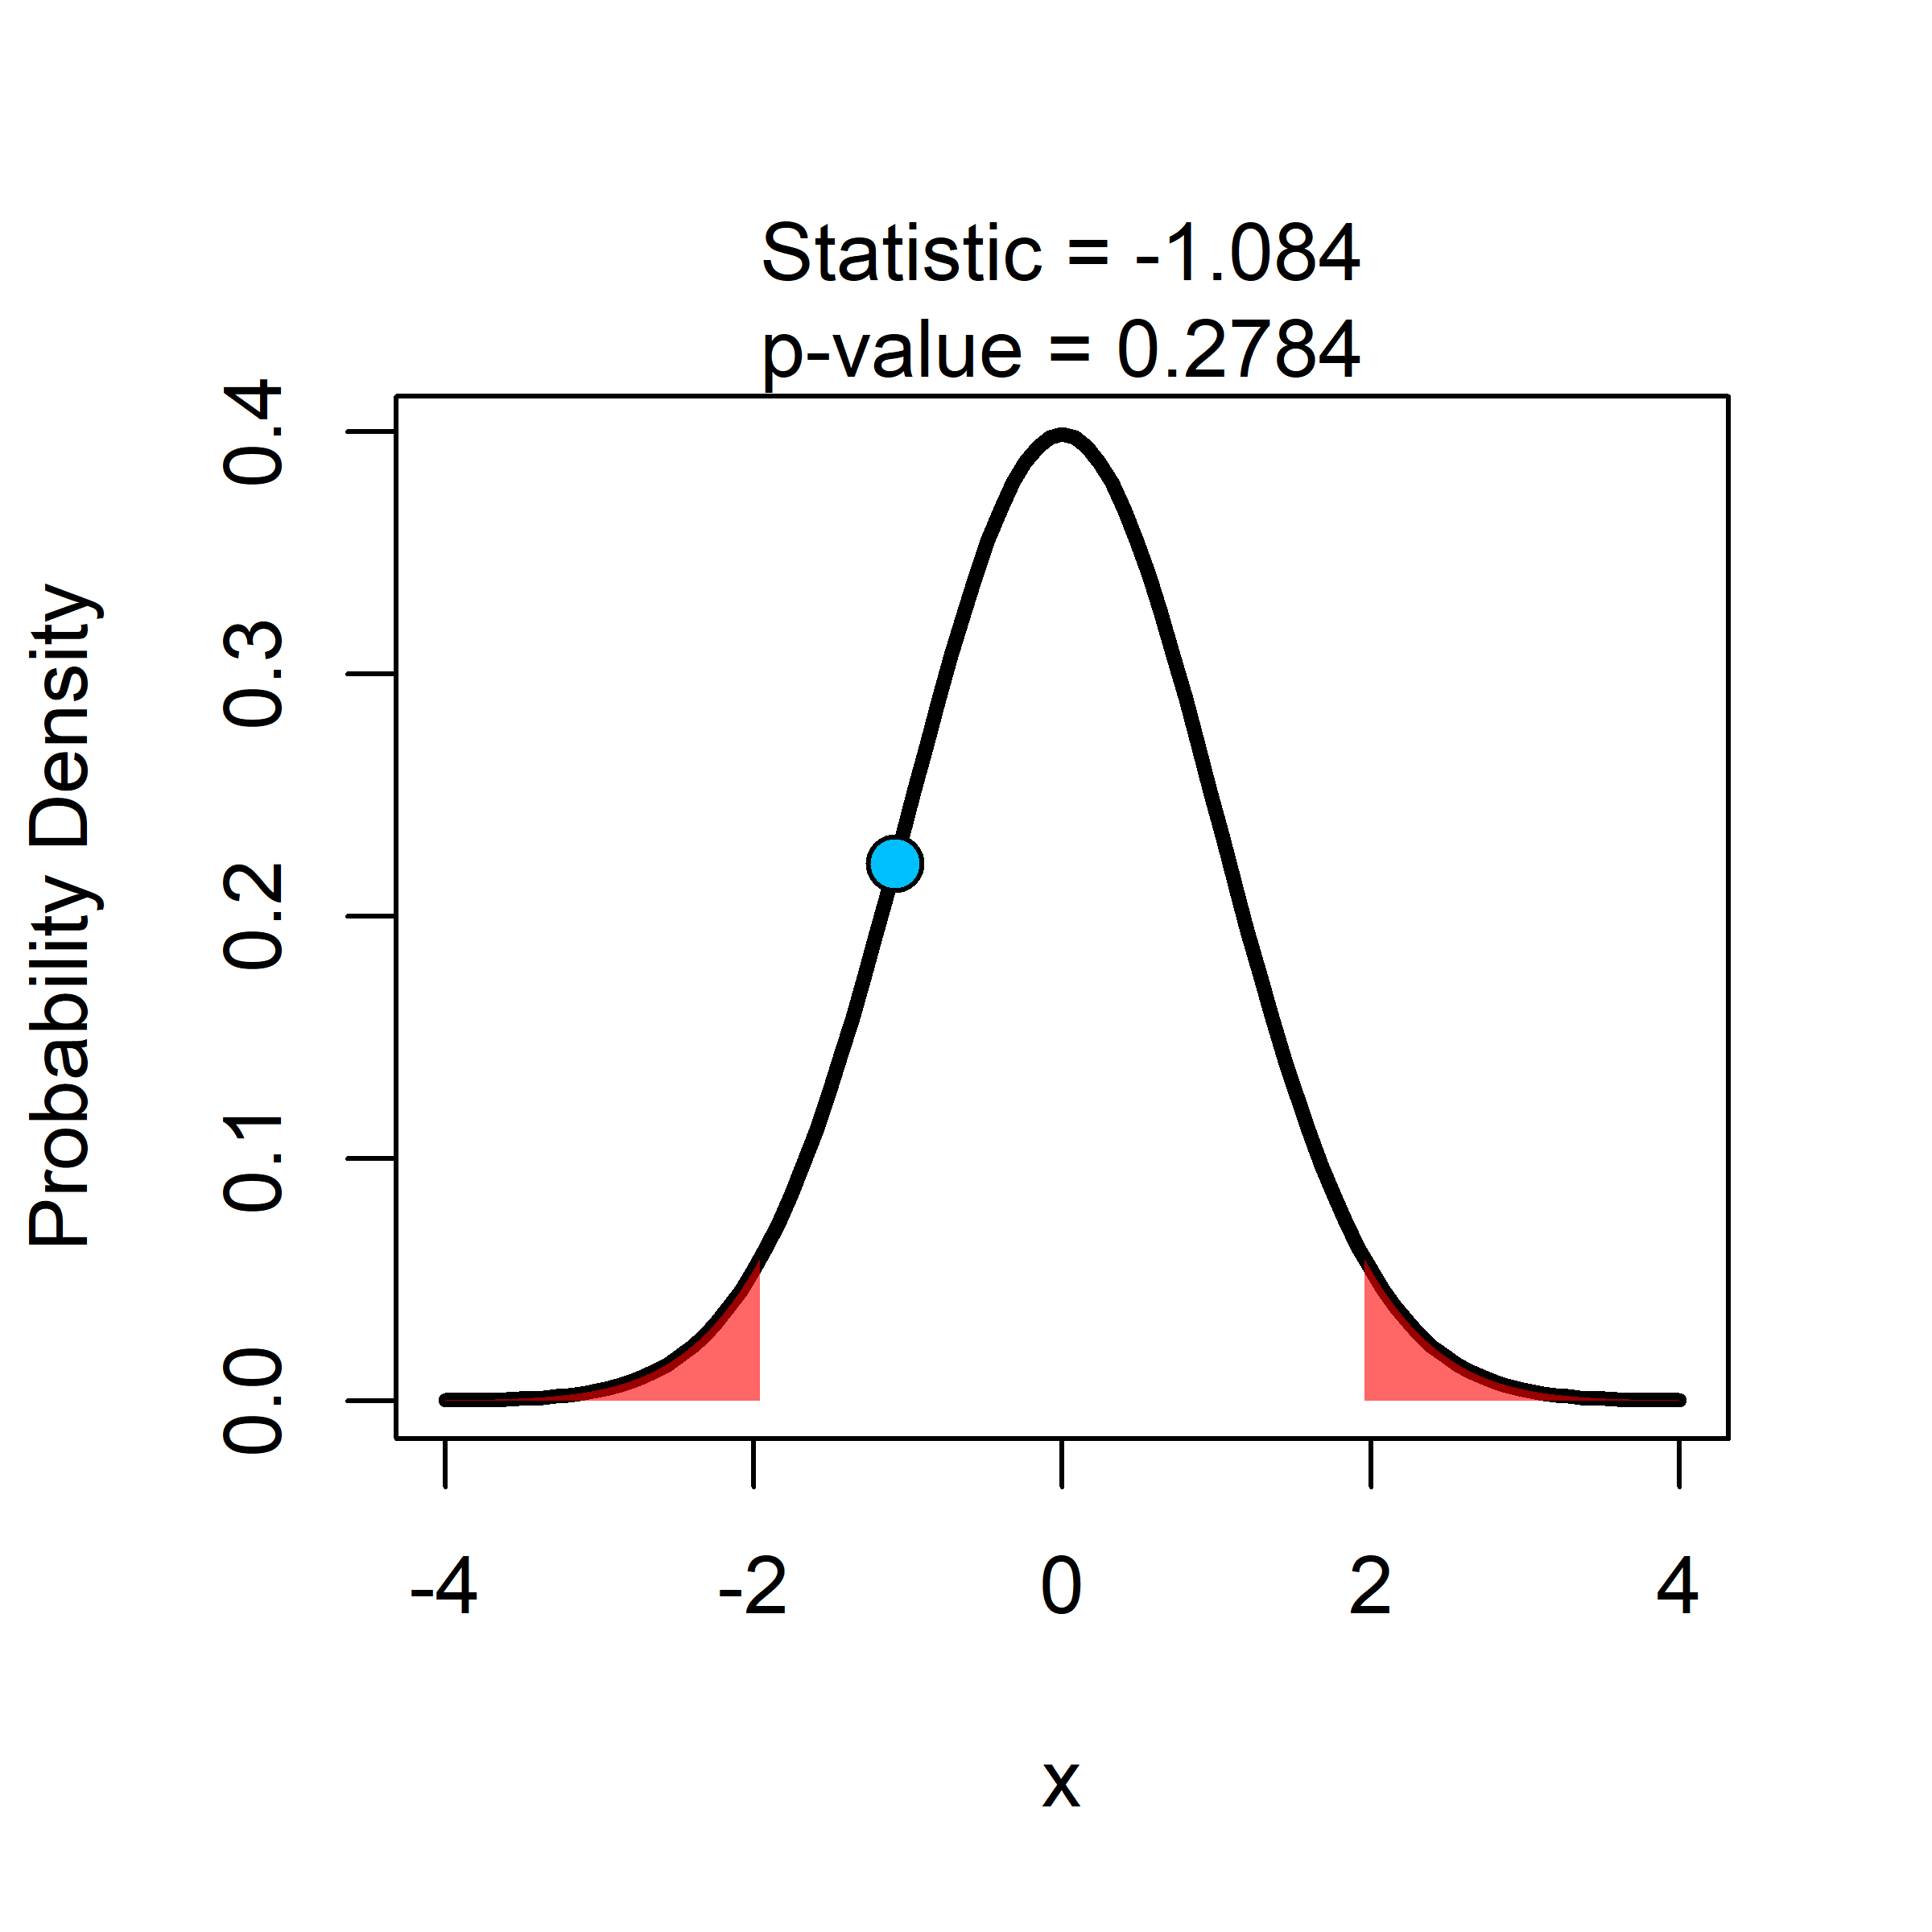 Statistic = -1.084
p-value = 0.2784
Probability Density
0.4
0.3
0.2
0.1
0.0
-4 -2 0 2 4
x